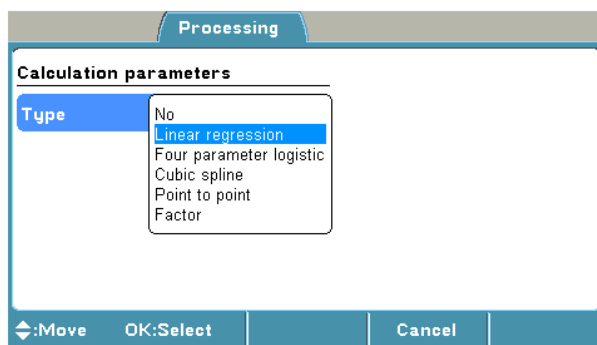 Processing
Calculation parameters
Type
No
Linear regression
Four parameter logistic
Cubic spline
Point to point
Factor
:Move OK:Select Cancel